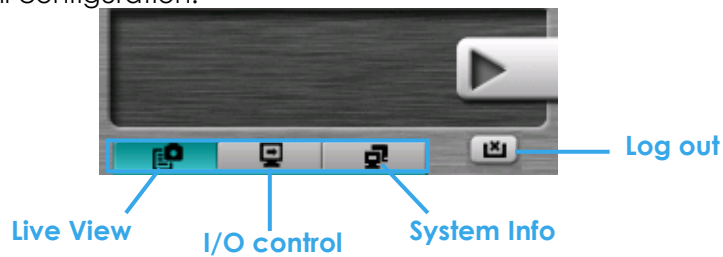 configuration.
Log out
Live View
I/O control
System Info